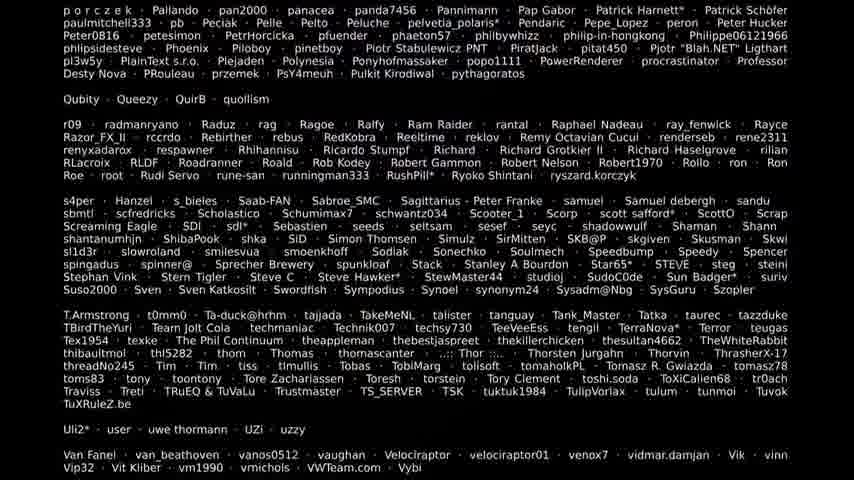 p o r c z e k · Pallando · pan2000 · panacea · panda7456 · Pannimann · Pap Gabor · Patrick Harnett* · Patrick Schöfer
paulmitchell333 · pb · Peciak · Pelle · Pelto · Peluche · pelvetia_polaris* · Pendaric · Pepe_Lopez · peron · Peter Hucker
Peter0816 · petesimon · PetrHorcicka · pfuender · phaeton57 · philbywhizz · philip-in-hongkong · Philippe06121966
phlipsidesteve · Phoenix · Piloboy · pinetboy · Piotr Stabulewicz PNT · PiratJack · pitat450 · Pjotr "Blah.NET" Ligthart
pl3w5y · PlainText s.r.o. · Plejaden · Polynesia · Ponyhofmassaker · popo1111 · PowerRenderer · procrastinator · Professor
Desty Nova · PRouleau · przemek · PsY4meuh · Pulkit Kirodiwal · pythagoratos
Qubity · Queezy · QuirB · quollism
r09 · radmanryano · Raduz · rag · Ragoe · Ralfy · Ram Raider · rantal · Raphael Nadeau · ray_fenwick · Rayce
Razor_FX_II · rccrdo · Rebirther · rebus · RedKobra · Reeltime · reklov · Remy Octavian Cucui · renderseb · rene2311
renyxadarox · respawner · Rhihannisu · Ricardo Stumpf · Richard · Richard Grotkier II · Richard Haselgrove · rilian
RLacroix · RLDF · Roadranner · Roald · Rob Kodey · Robert Gammon · Robert Nelson · Robert1970 · Rollo · ron · Ron
Roe · root · Rudi Servo · rune-san · runningman333 · RushPill* · Ryoko Shintani · ryszard.korczyk
s4per · Hanzel · s_bieles · Saab-FAN · Sabroe_SMC · Sagittarius - Peter Franke · samuel · Samuel debergh · sandu
sbmtl · scfredricks · Scholastico · Schumimax7 · schwantz034 · Scooter_1 · Scorp · scott safford* · ScottO · Scrap
Screaming Eagle · SDI · sdl* · Sebastien · seeds · seitsam · sesef · seyc · shadowwulf · Shaman · Shann
shantanumhjn · ShibaPook · shka · SiD · Simon Thomsen · Simulz · SirMitten · SKB@P · skgiven · Skusman · Skwi
sl1d3r · slowroland · smilesvua · smoenkhoff · Sodiak · Sonechko · Soulmech · Speedbump · Speedy · Spencer
spingadus · spinner@ · Sprecher Brewery · spunkloaf · Stack · Stanley A Bourdon · Star65* · STE\/E · steg · steini
Stephan Vink · Stern Tigler · Steve C · Steve Hawker* · StewMaster44 · studioj · SudoC0de · Sun Badger* · suriv
Suso2000 · Sven · Sven Katkosilt · Swordfish · Sympodius · Synoel · synonym24 · Sysadm@Nbg · SysGuru · Szopler
T.Armstrong · t0mm0 · Ta-duck@hrhm · tajjada · TakeMeNL · talister · tanguay · Tank_Master · Tatka · taurec · tazzduke
TBirdTheYuri · Team Jolt Cola · techmaniac · Technik007 · techsy730 · TeeVeeEss · tengil · TerraNova* · Terror · teugas
Tex1954 · texke · The Phil Continuum · theappleman · thebestjaspreet · thekillerchicken · thesultan4662 · TheWhiteRabbit
thibaultmol · thl5282 · thom · Thomas · thomascanter · ..:: Thor ::.. · Thorsten Jurgahn · Thorvin · ThrasherX-17
threadNo245 · Tim · Tim. · tiss · tlmullis · Tobas · TobiMarg · tolisoft · tomaholkPL · Tomasz R. Gwiazda · tomasz78
toms83 · tony · toontony · Tore Zachariassen · Toresh · torstein · Tory Clement · toshi.soda · ToXiCalien68 · tr0ach
Traviss · Treti · TRuEQ & TuVaLu · Trustmaster · TS_SERVER · TSK · tuktuk1984 · TulipVoriax · tulum · tunmoi · Tuvok
TuXRuleZ.be
Uli2* · user · uwe thormann · UZi · uzzy
Van Fanel · van_beathoven · vanos0512 · vaughan · Velociraptor · velociraptor01 · venox7 · vidmar.damjan · Vik · vinn
Vip32 · Vit Kliber · vm1990 · vmichols · VWTeam.com · Vybi